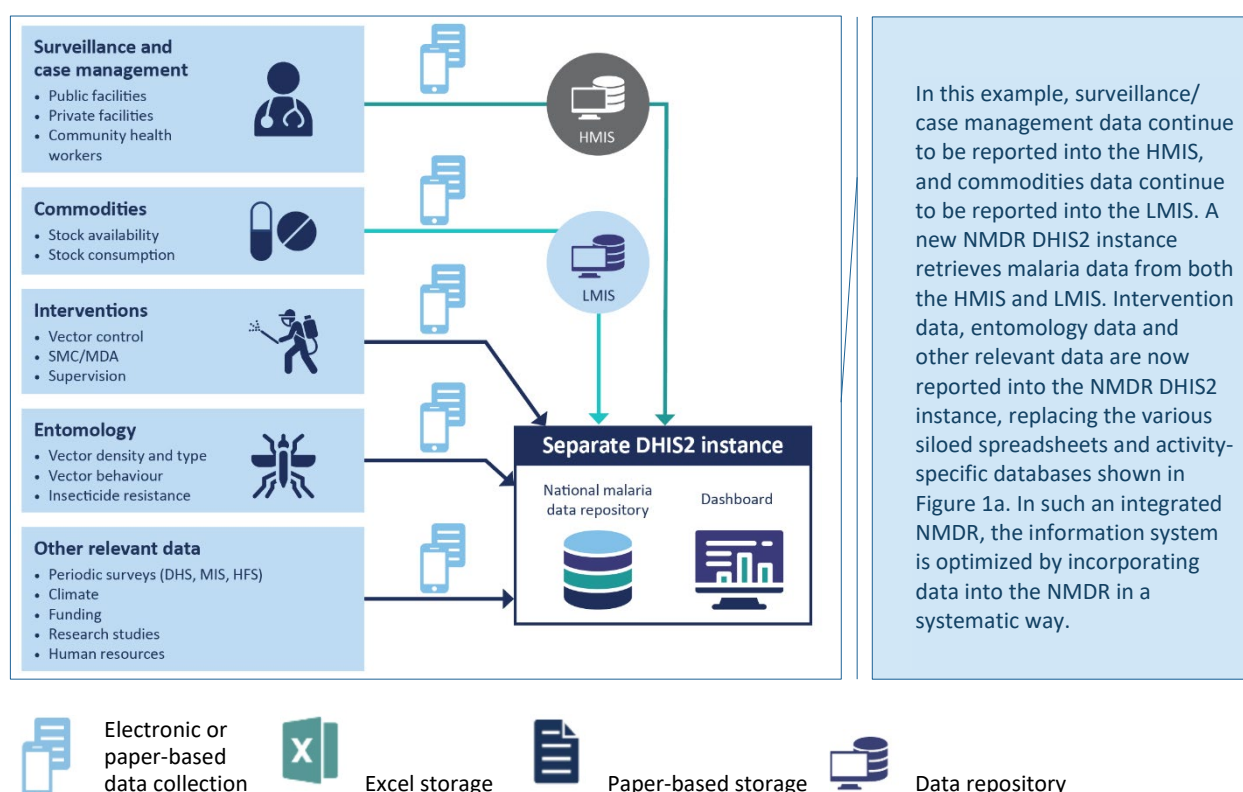 Surveillance and
case management
• Public facilities
• Private facilities
• Community health
workers
HMIS
Commodities
• Stock availability
• Stock consumption
LMIS
Interventions
• Vector control
• SMC/MDA
• Supervision
Entomology
• Vector density and type
• Vector behaviour
• Insecticide resistance
Other relevant data
• Periodic surveys (DHS, MIS, HFS)
• Climate
• Funding
• Research studies
• Human resources
Separate DHIS2 instance
National malaria
data repository
Dashboard
In this example, surveillance/
case management data continue
to be reported into the HMIS,
and commodities data continue
to be reported into the LMIS. A
new NMDR DHIS2 instance
retrieves malaria data from both
the HMIS and LMIS. Intervention
data, entomology data and
other relevant data are now
reported into the NMDR DHIS2
instance, replacing the various
siloed spreadsheets and activity-
specific databases shown in
Figure 1a. In such an integrated
NMDR, the information system
is optimized by incorporating
data into the NMDR in a
systematic way.
Electronic or
paper-based
data collection
X
Excel storage
Paper-based storage
Data repository